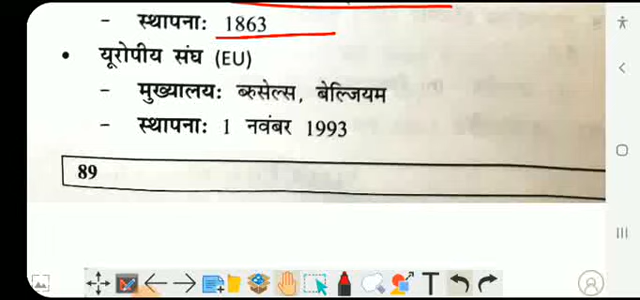 - स्थापनाः 1863
• यूरोपीय संघ (EU)
- मुख्यालयः ब्रुसेल्स, बेल्जियम
- स्थापनाः 1 नवंबर 1993
89
T